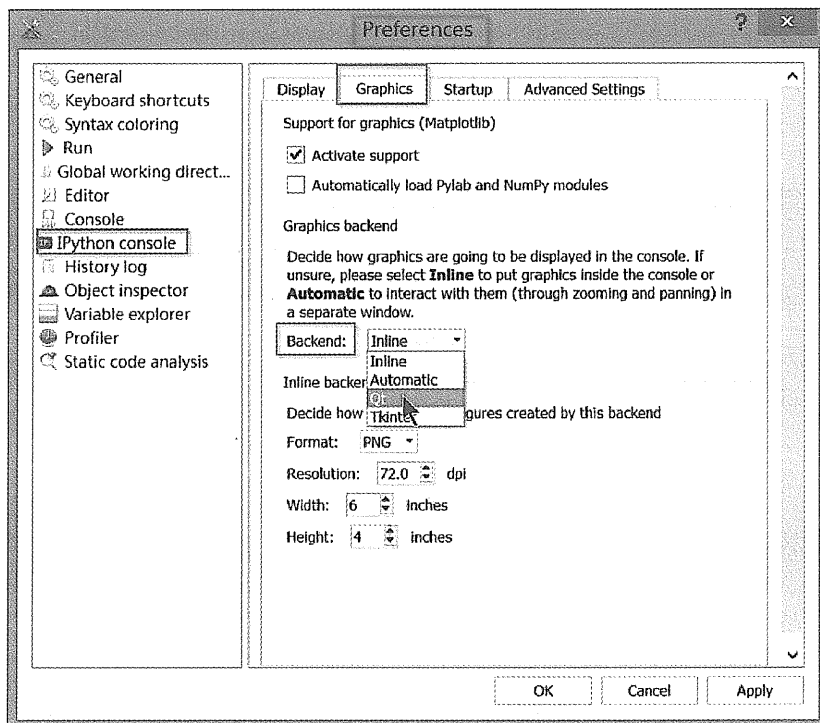 Preferences
?
General
Keyboard shortcuts
Syntax coloring
Run
Global working direct...
Editor
Console
IPython console
History log
Object inspector
Variable explorer
Profiler
Static code analysis
Display Graphics Startup Advanced Settings
Support for graphics (Matplotlib)
Activate support
Automatically load Pylab and NumPy modules
Graphics backend
Decide how graphics are going to be displayed in the console. If
unsure, please select Inline to put graphics inside the console or
Automatic to interact with them (through zooming and panning) in
a separate window.
Backend: Inline
Inline
Automatic
Qt
Tkinte
Inline backen
Decide how gures created by this backend
Format: PNG
Resolution: 72.0 dpi
Width: 6 inches
Height: 4 inches
OK Cancel Apply